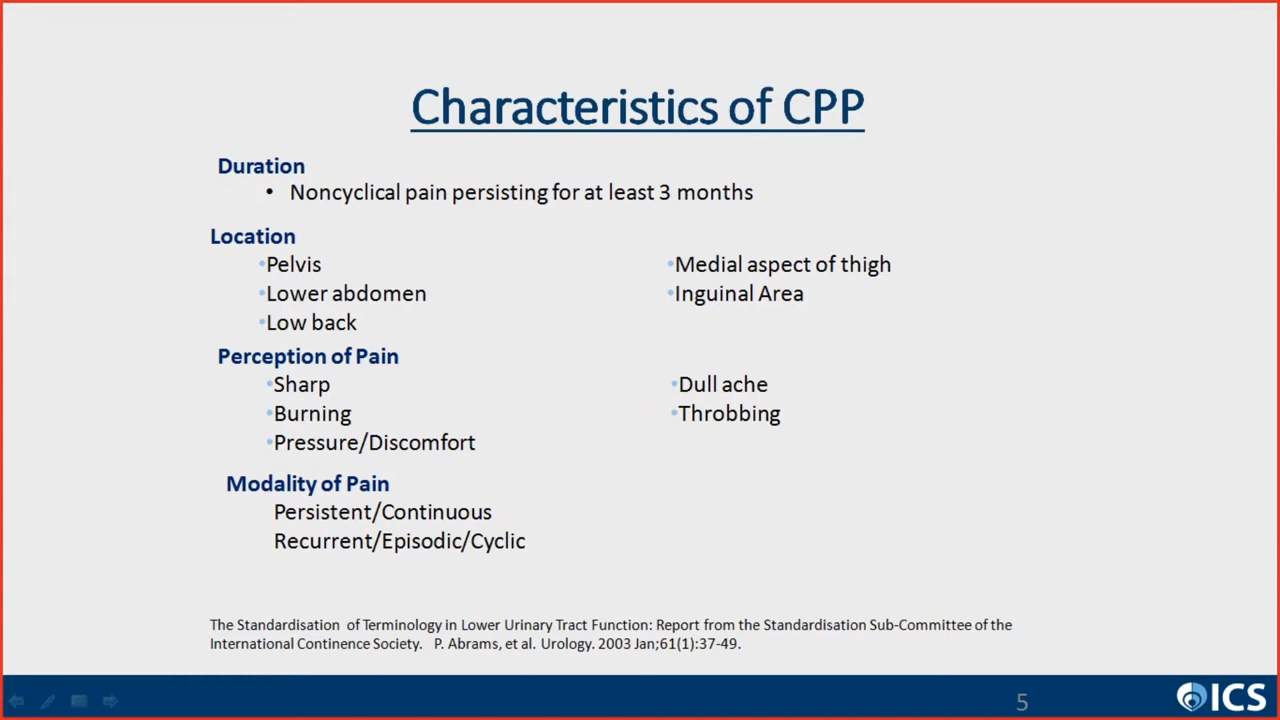 Characteristics of CPP
Duration
• Noncyclical pain persisting for at least 3 months
Location
•Pelvis
•Lower abdomen
•Low back
•Medial aspect of thigh
•Inguinal Area
Perception of Pain
•Sharp
•Burning
•Pressure/Discomfort
•Dull ache
•Throbbing
Modality of Pain
Persistent/Continuous
Recurrent/Episodic/Cyclic
The Standardisation of Terminology in Lower Urinary Tract Function: Report from the Standardisation Sub-Committee of the
International Continence Society. P. Abrams, et al. Urology. 2003 Jan;61(1):37-49.
5
ICS